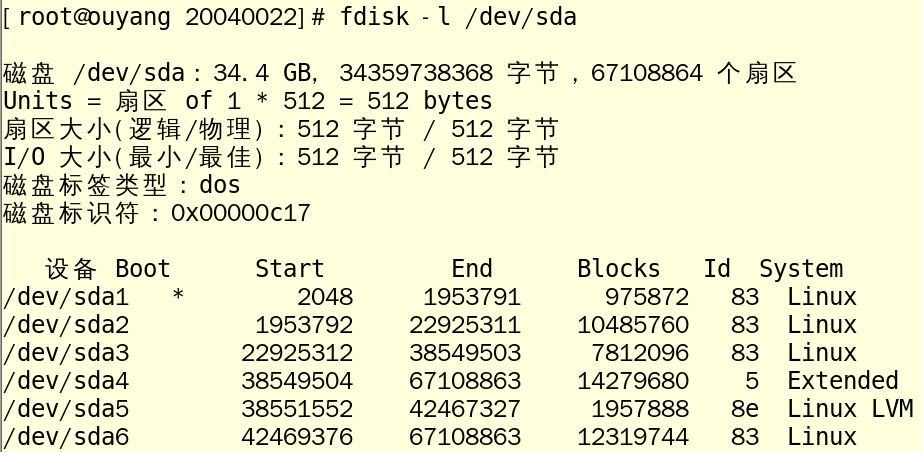 [root@ouyang 20040022]# fdisk -l /dev/sda
磁盘 /dev/sda：34.4 GB, 34359738368 字节，67108864 个扇区
Units = 扇区 of 1 * 512 = 512 bytes
扇区大小(逻辑/物理)：512 字节 / 512 字节
I/O 大小(最小/最佳)：512 字节 / 512 字节
磁盘标签类型：dos
磁盘标识符：0x00000c17
设备 Boot Start End Blocks Id System
/dev/sda1 * 2048 1953791 975872 83 Linux
/dev/sda2 1953792 22925311 10485760 83 Linux
/dev/sda3 22925312 38549503 7812096 83 Linux
/dev/sda4 38549504 67108863 14279680 5 Extended
/dev/sda5 38551552 42467327 1957888 8e Linux LVM
/dev/sda6 42469376 67108863 12319744 83 Linux